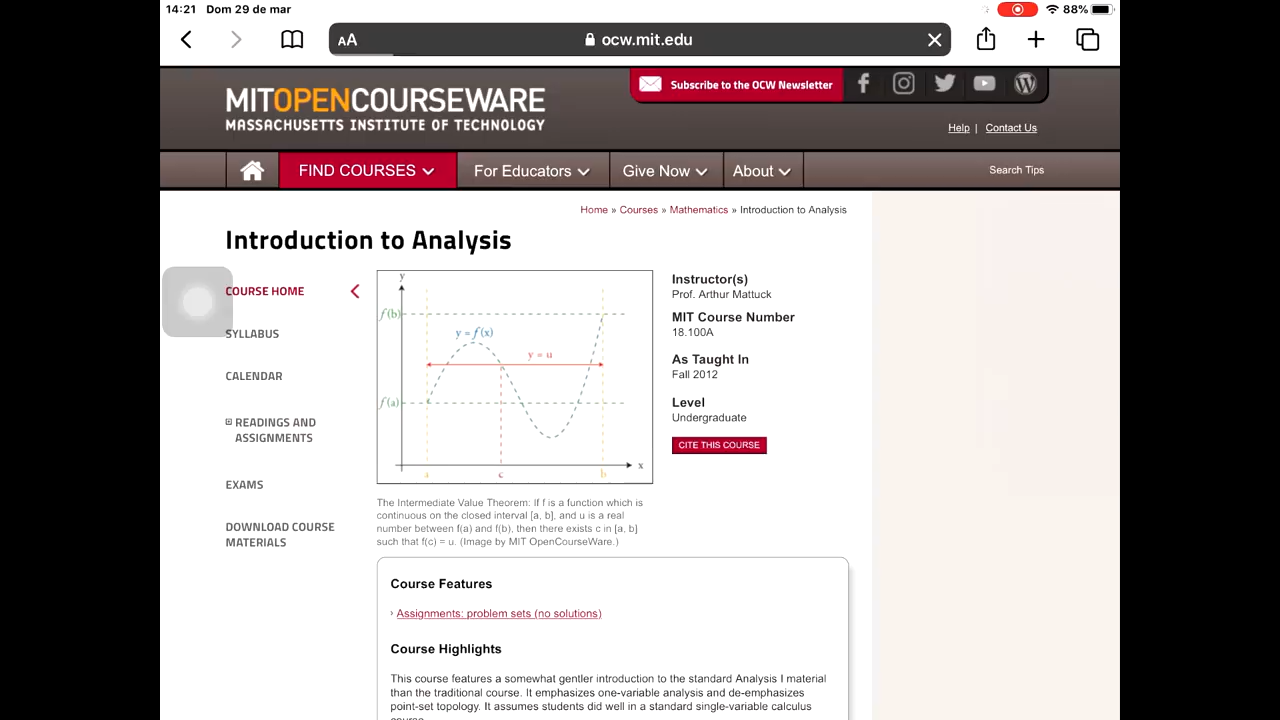 14:21 Dom 29 de mar
88%
AA
ocw.mit.edu
Subscribe to the OCW Newsletter
MITOPENCOURSEWARE
MASSACHUSETTS INSTITUTE OF TECHNOLOGY
Help | Contact Us
FIND COURSES
For Educators
Give Now
About
Search Tips
Home » Courses » Mathematics » Introduction to Analysis
Introduction to Analysis
COURSE HOME
SYLLABUS
CALENDAR
READINGS AND
ASSIGNMENTS
EXAMS
DOWNLOAD COURSE
MATERIALS
y
f(b)
y = f(x)
y = u
f(a)
x
a
c
b
The Intermediate Value Theorem: If f is a function which is
continuous on the closed interval [a, b], and u is a real
number between f(a) and f(b), then there exists c in [a, b]
such that f(c) = u. (Image by MIT OpenCourseWare.)
Instructor(s)
Prof. Arthur Mattuck
MIT Course Number
18.100A
As Taught In
Fall 2012
Level
Undergraduate
CITE THIS COURSE
Course Features
› Assignments: problem sets (no solutions)
Course Highlights
This course features a somewhat gentler introduction to the standard Analysis I material
than the traditional course. It emphasizes one-variable analysis and de-emphasizes
point-set topology. It assumes students did well in a standard single-variable calculus